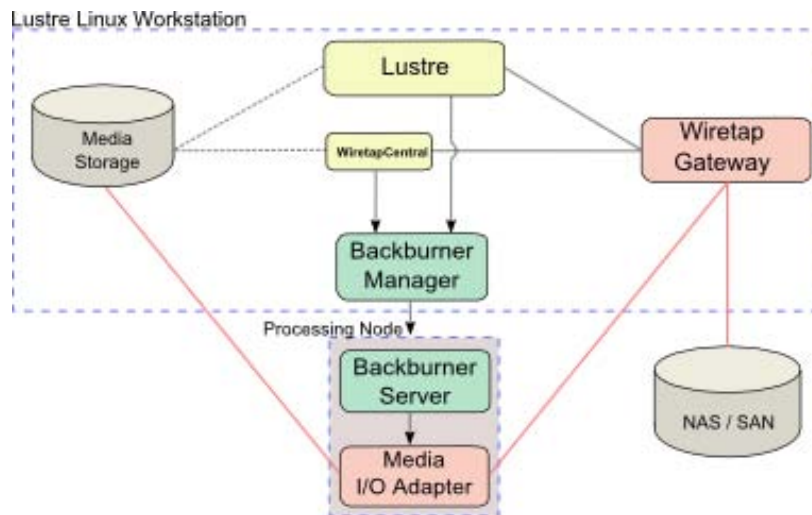 Lustre Linux Workstation
Lustre
Media
Storage
WiretapCentral
Wiretap
Gateway
Backburner
Manager
Processing Node
Backburner
Server
NAS / SAN
Media
I/O Adapter